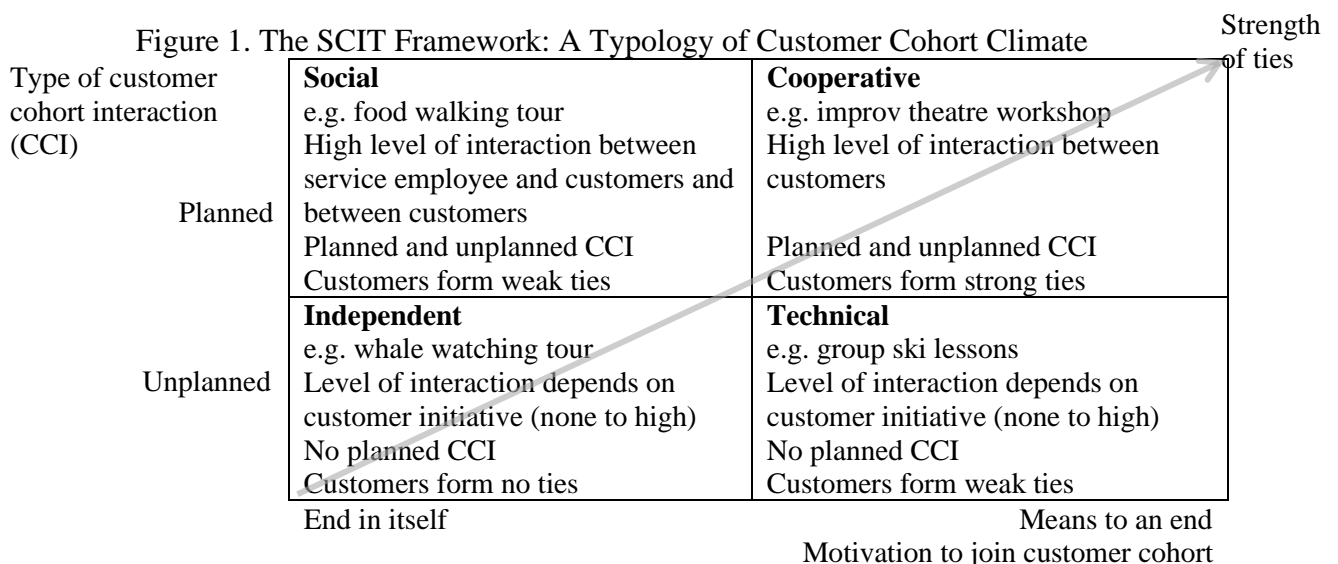 Figure 1. The SCIT Framework: A Typology of Customer Cohort Climate
Strength
of ties
Type of customer
cohort interaction
(CCI)
Planned
Social
e.g. food walking tour
High level of interaction between
service employee and customers and
between customers
Planned and unplanned CCI
Customers form weak ties
Cooperative
e.g. improv theatre workshop
High level of interaction between
customers
Planned and unplanned CCI
Customers form strong ties
Unplanned
Independent
e.g. whale watching tour
Level of interaction depends on
customer initiative (none to high)
No planned CCI
Customers form no ties
Technical
e.g. group ski lessons
Level of interaction depends on
customer initiative (none to high)
No planned CCI
Customers form weak ties
End in itself
Means to an end
Motivation to join customer cohort